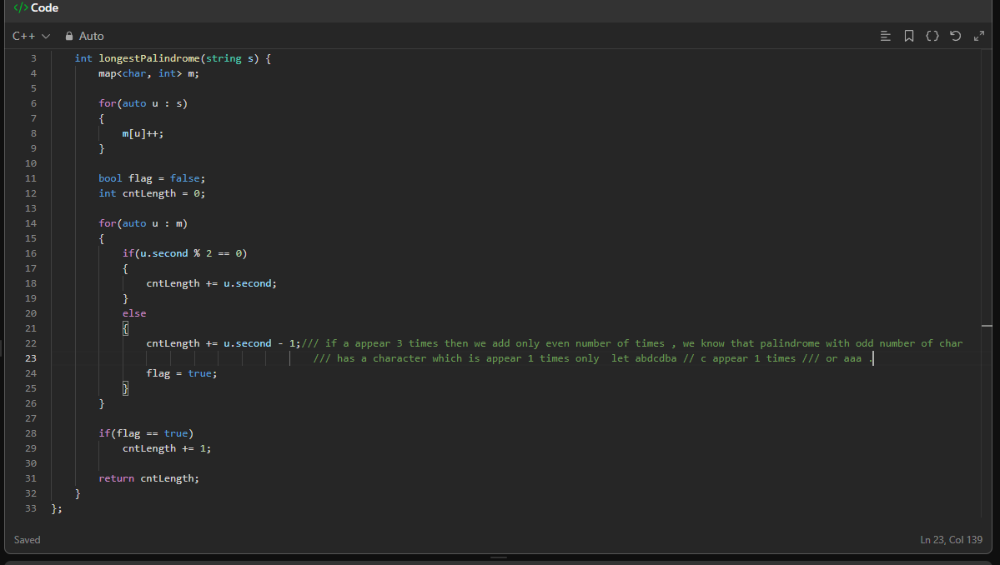 </> Code
C++ Auto
3 int longestPalindrome(string s) {
4 map<char, int> m;
5
6 for(auto u : s)
7 {
8 m[u]++;
9 }
10
11 bool flag = false;
12 int cntLength = 0;
13
14 for(auto u : m)
15 {
16 if(u.second % 2 == 0)
17 {
18 cntLength += u.second;
19 }
20 else
21 {
22 cntLength += u.second - 1;/// if a appear 3 times then we add only even number of times , we know that palindrome with odd number of char
23 /// has a character which is appear 1 times only  let abdcdba // c appear 1 times /// or aaa .
24 flag = true;
25 }
26 }
27
28 if(flag == true)
29 cntLength += 1;
30
31 return cntLength;
32 }
33 };
Saved Ln 23, Col 139